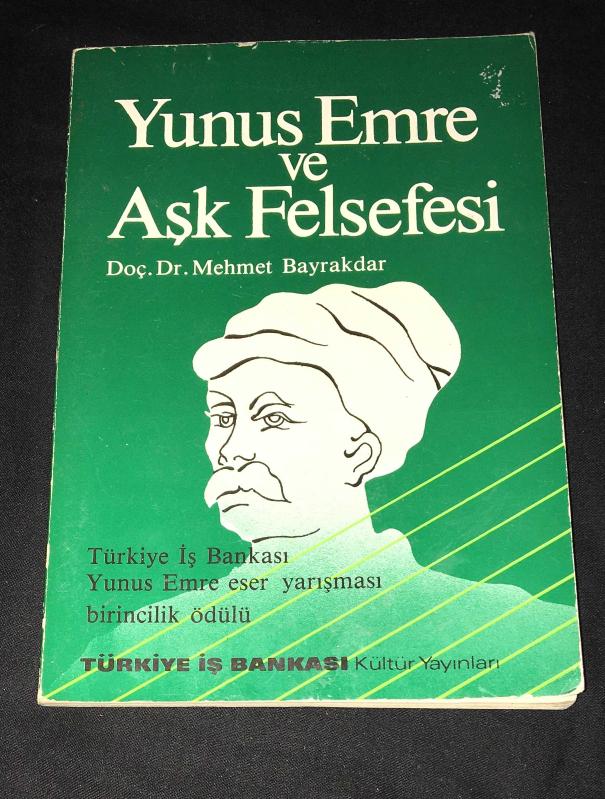 Yunus Emre
ve
Aşk Felsefesi
Doç. Dr. Mehmet Bayrakdar
Türkiye İş Bankası
Yunus Emre eser yarışması
birincilik ödülü
TÜRKİYE İŞ BANKASI Kültür Yayınları